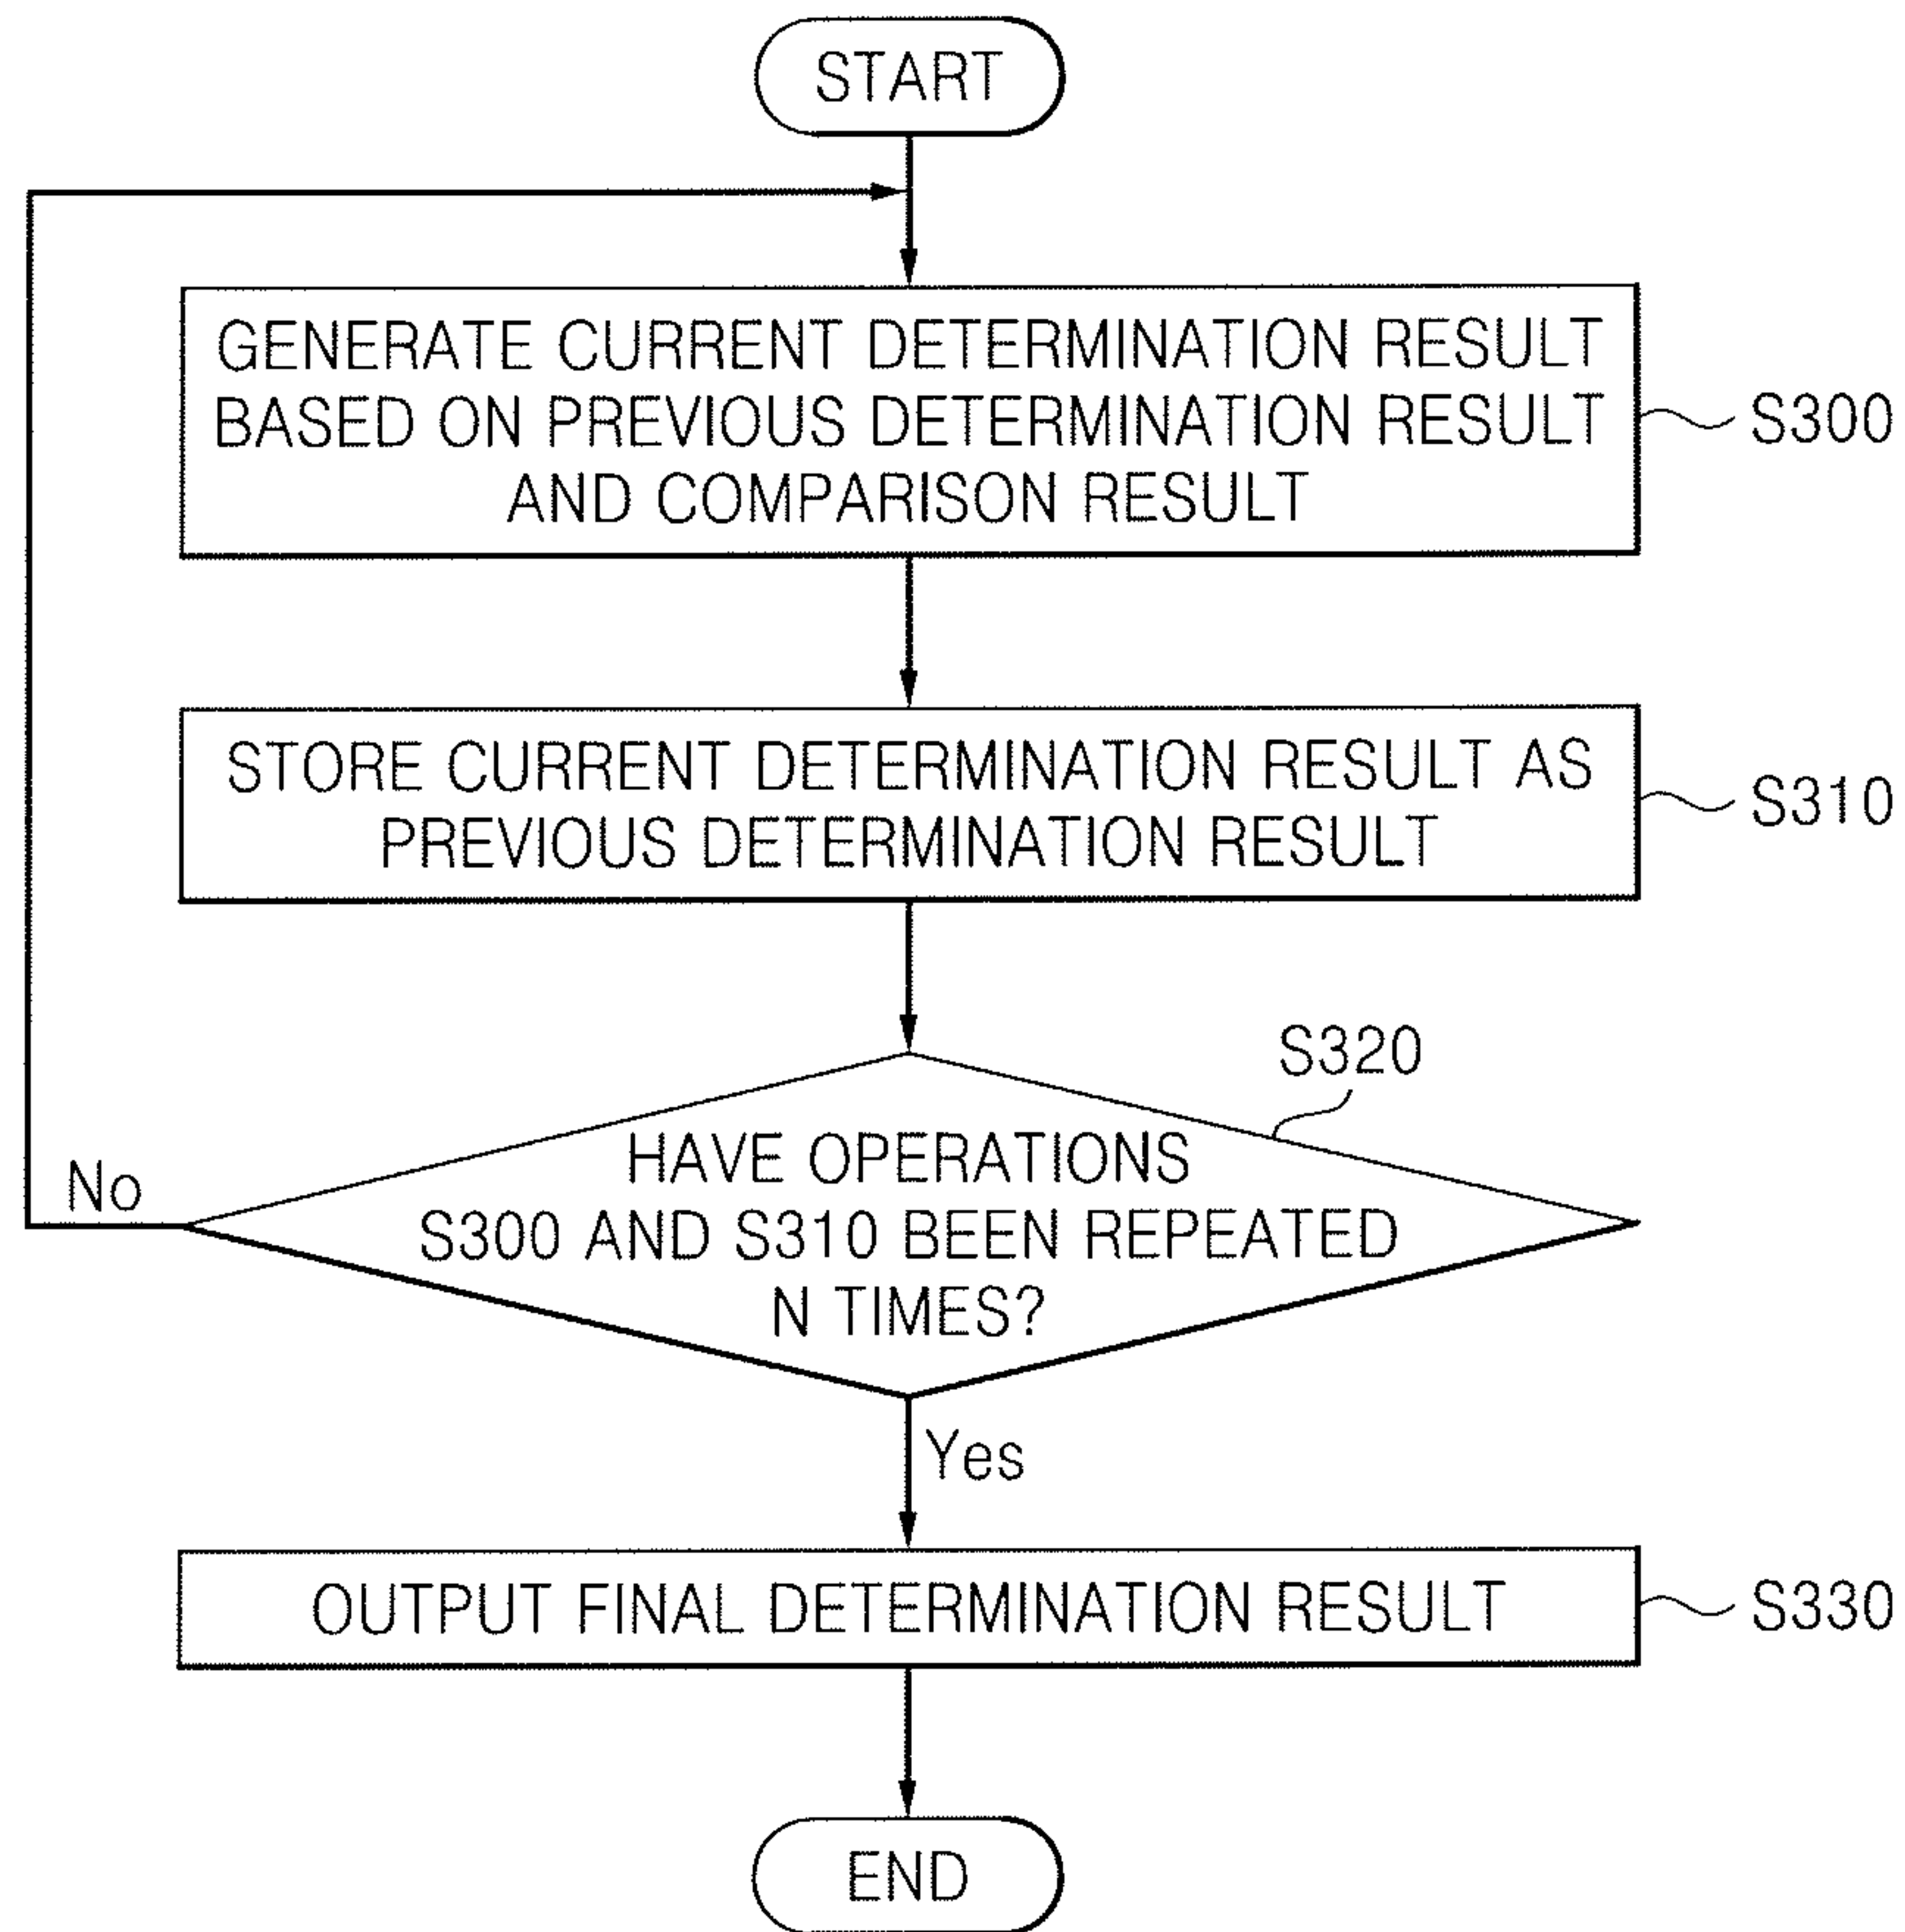 START
GENERATE CURRENT DETERMINATION RESULT
BASED ON PREVIOUS DETERMINATION RESULT
AND COMPARISON RESULT
S300
STORE CURRENT DETERMINATION RESULT AS
PREVIOUS DETERMINATION RESULT
S310
S320
HAVE OPERATIONS
S300 AND S310 BEEN REPEATED
N TIMES?
No
Yes
OUTPUT FINAL DETERMINATION RESULT
S330
END